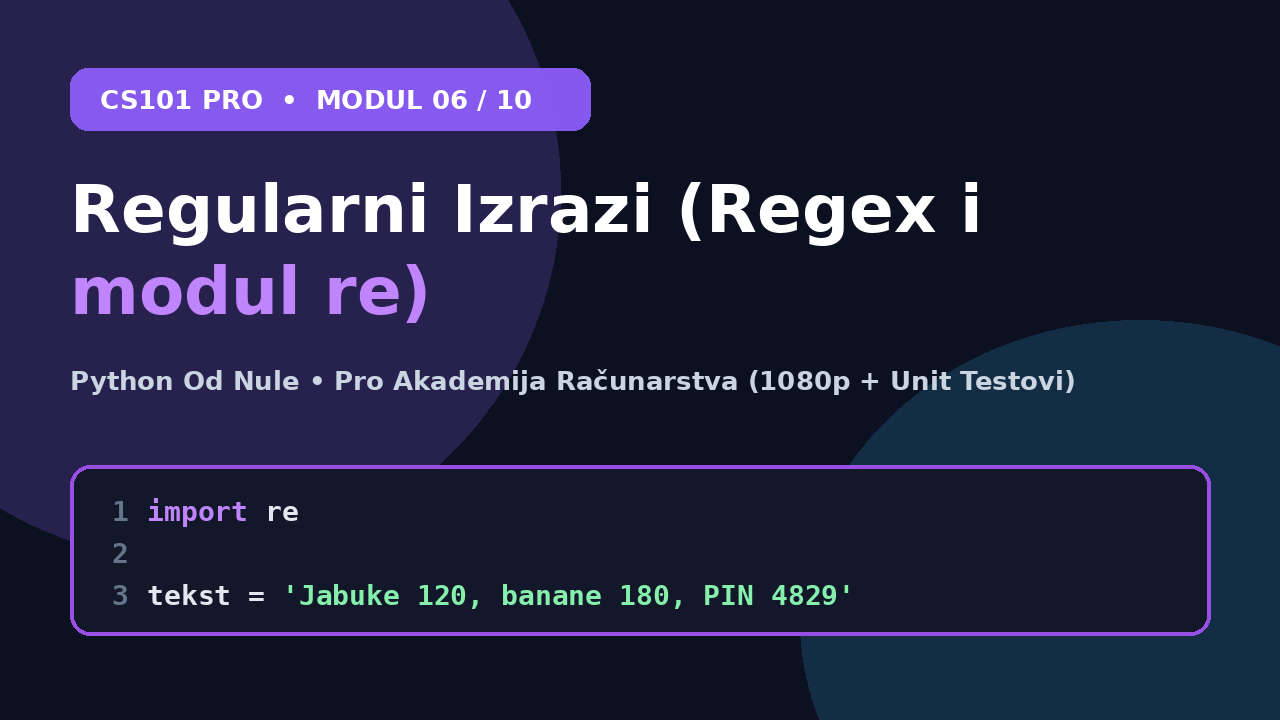 CS101 PRO • MODUL 06 / 10
Regularni Izrazi (Regex i
modul re)
Python Od Nule • Pro Akademija Računarstva (1080p + Unit Testovi)
1 import re
2
3 tekst = 'Jabuke 120, banane 180, PIN 4829'